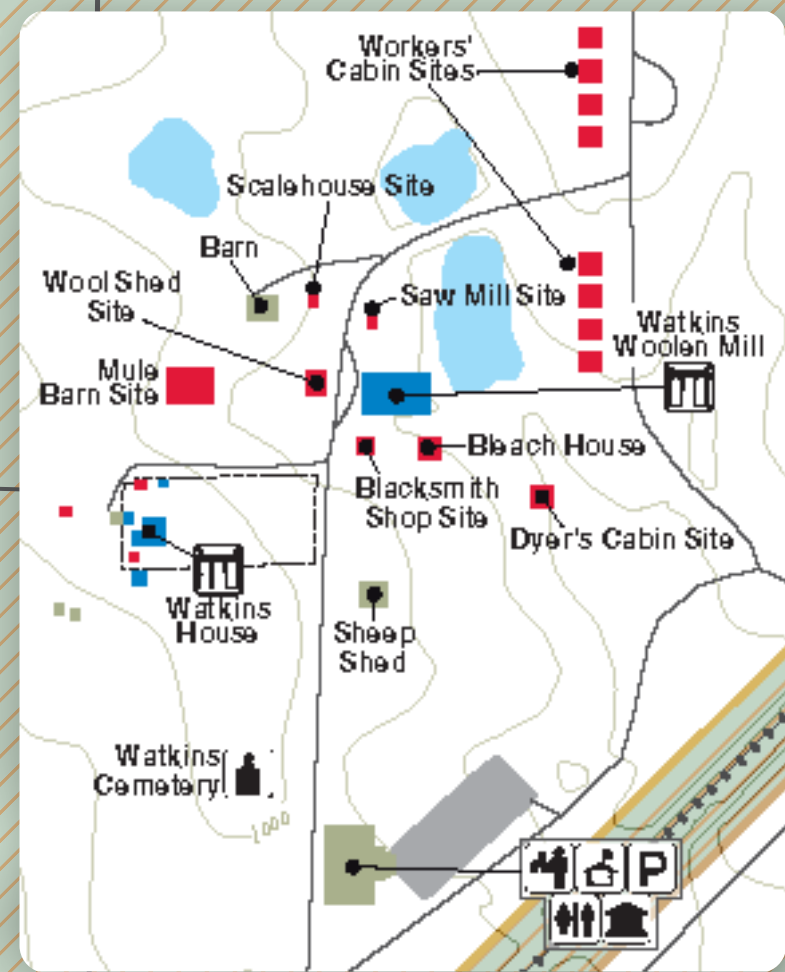 Workers'
Cabin Sites
Scalehouse Site
Barn
Wool Shed
Site
Saw Mill Site
Watkins
Woolen Mill
Mule
Barn Site
Bleach House
Blacksmith
Shop Site
Dyer's Cabin Site
Watkins
House
Sheep
Shed
Watkins
Cemetery
P